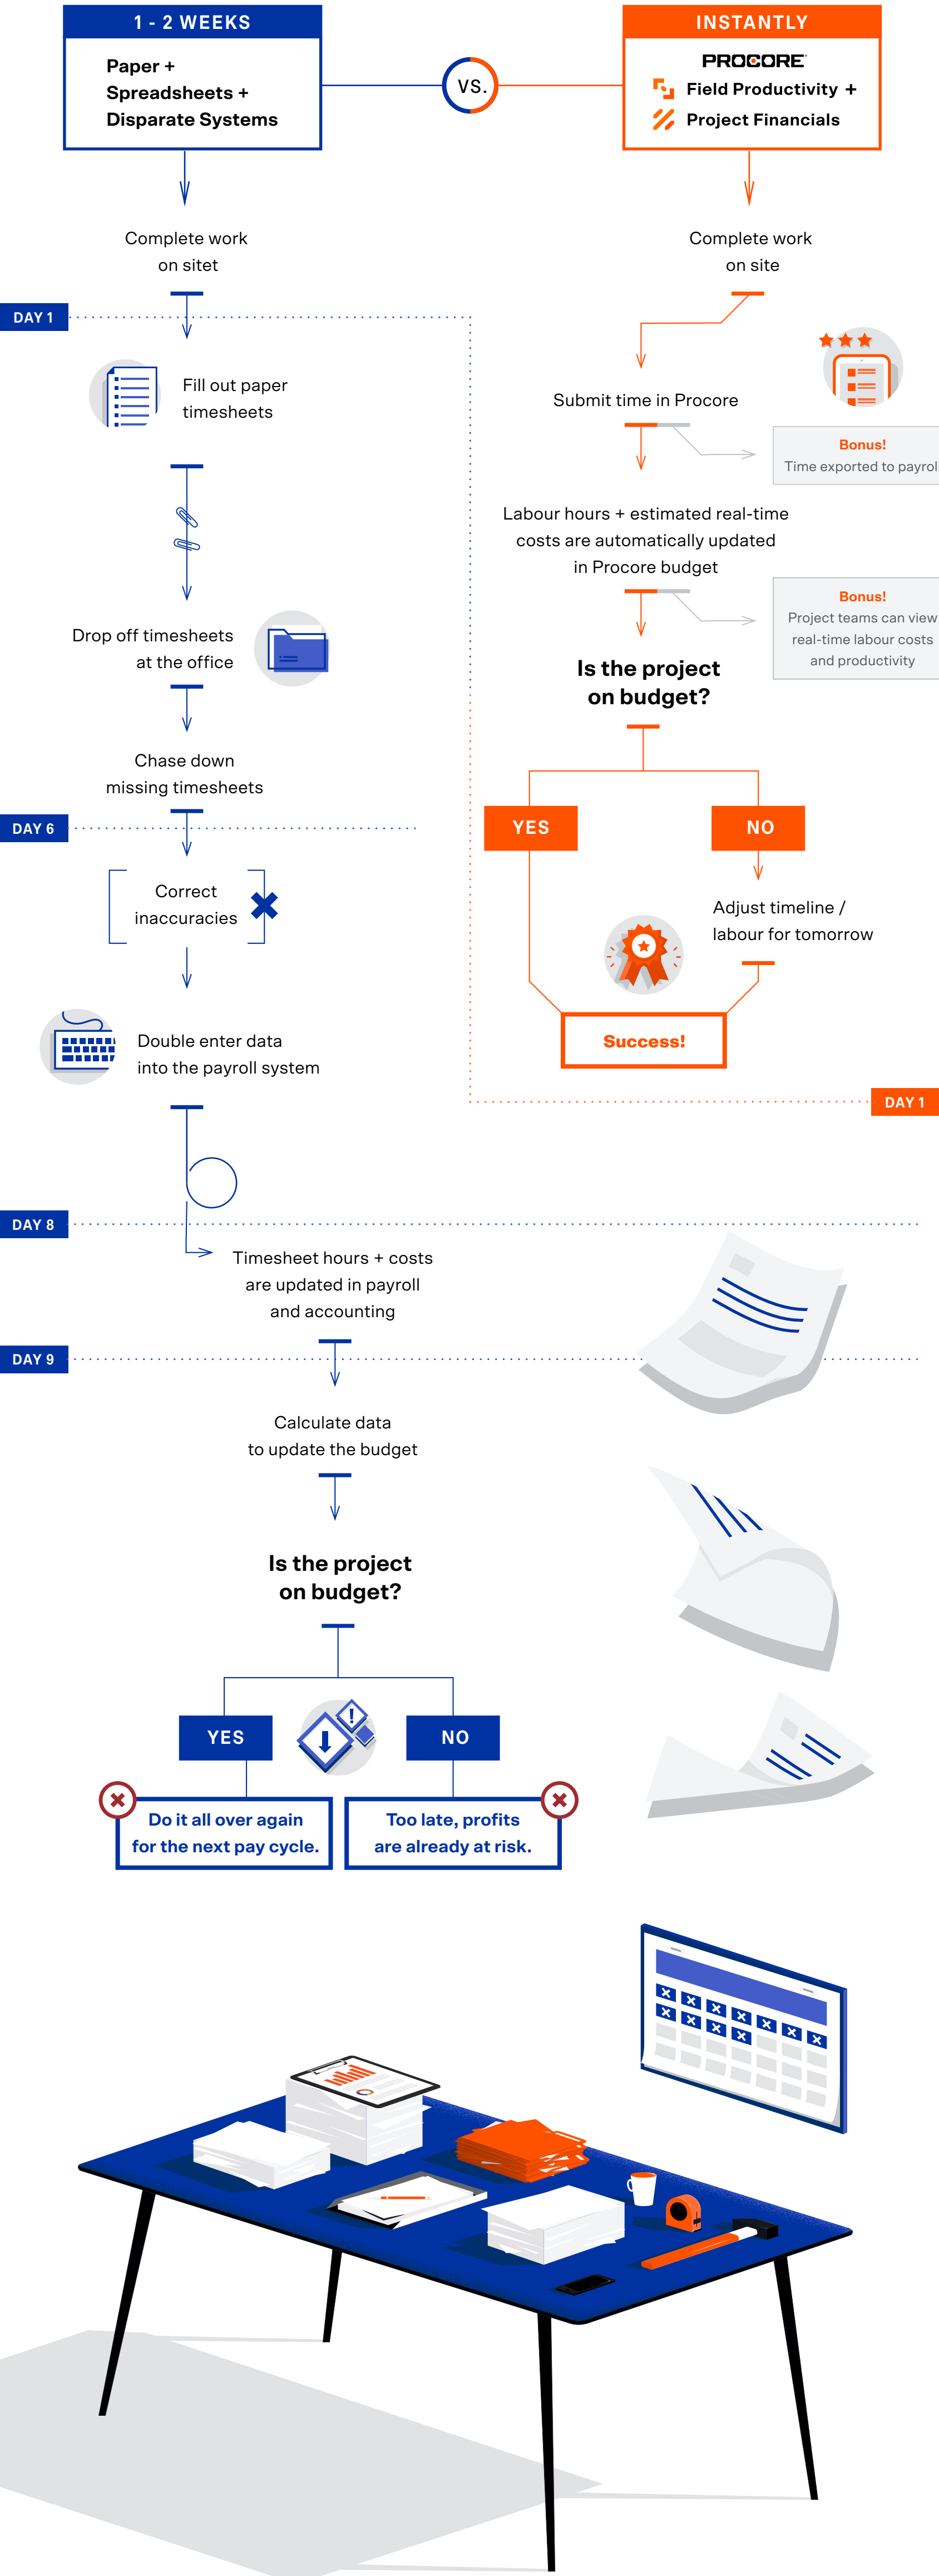 1 - 2 WEEKS
Paper +
Spreadsheets +
Disparate Systems
VS.
INSTANTLY
PROCORE
Field Productivity +
Project Financials
Complete work
on sitet
DAY 1
Fill out paper
timesheets
Drop off timesheets
at the office
Chase down
missing timesheets
DAY 6
Correct
inaccuracies
Double enter data
into the payroll system
DAY 8
Timesheet hours + costs
are updated in payroll
and accounting
DAY 9
Calculate data
to update the budget
Is the project
on budget?
YES
NO
Do it all over again
for the next pay cycle.
Too late, profits
are already at risk.
Complete work
on site
Submit time in Procore
Bonus!
Time exported to payrol
Labour hours + estimated real-time
costs are automatically updated
in Procore budget
Bonus!
Project teams can view
real-time labour costs
and productivity
Is the project
on budget?
YES
NO
Adjust timeline /
labour for tomorrow
Success!
DAY 1